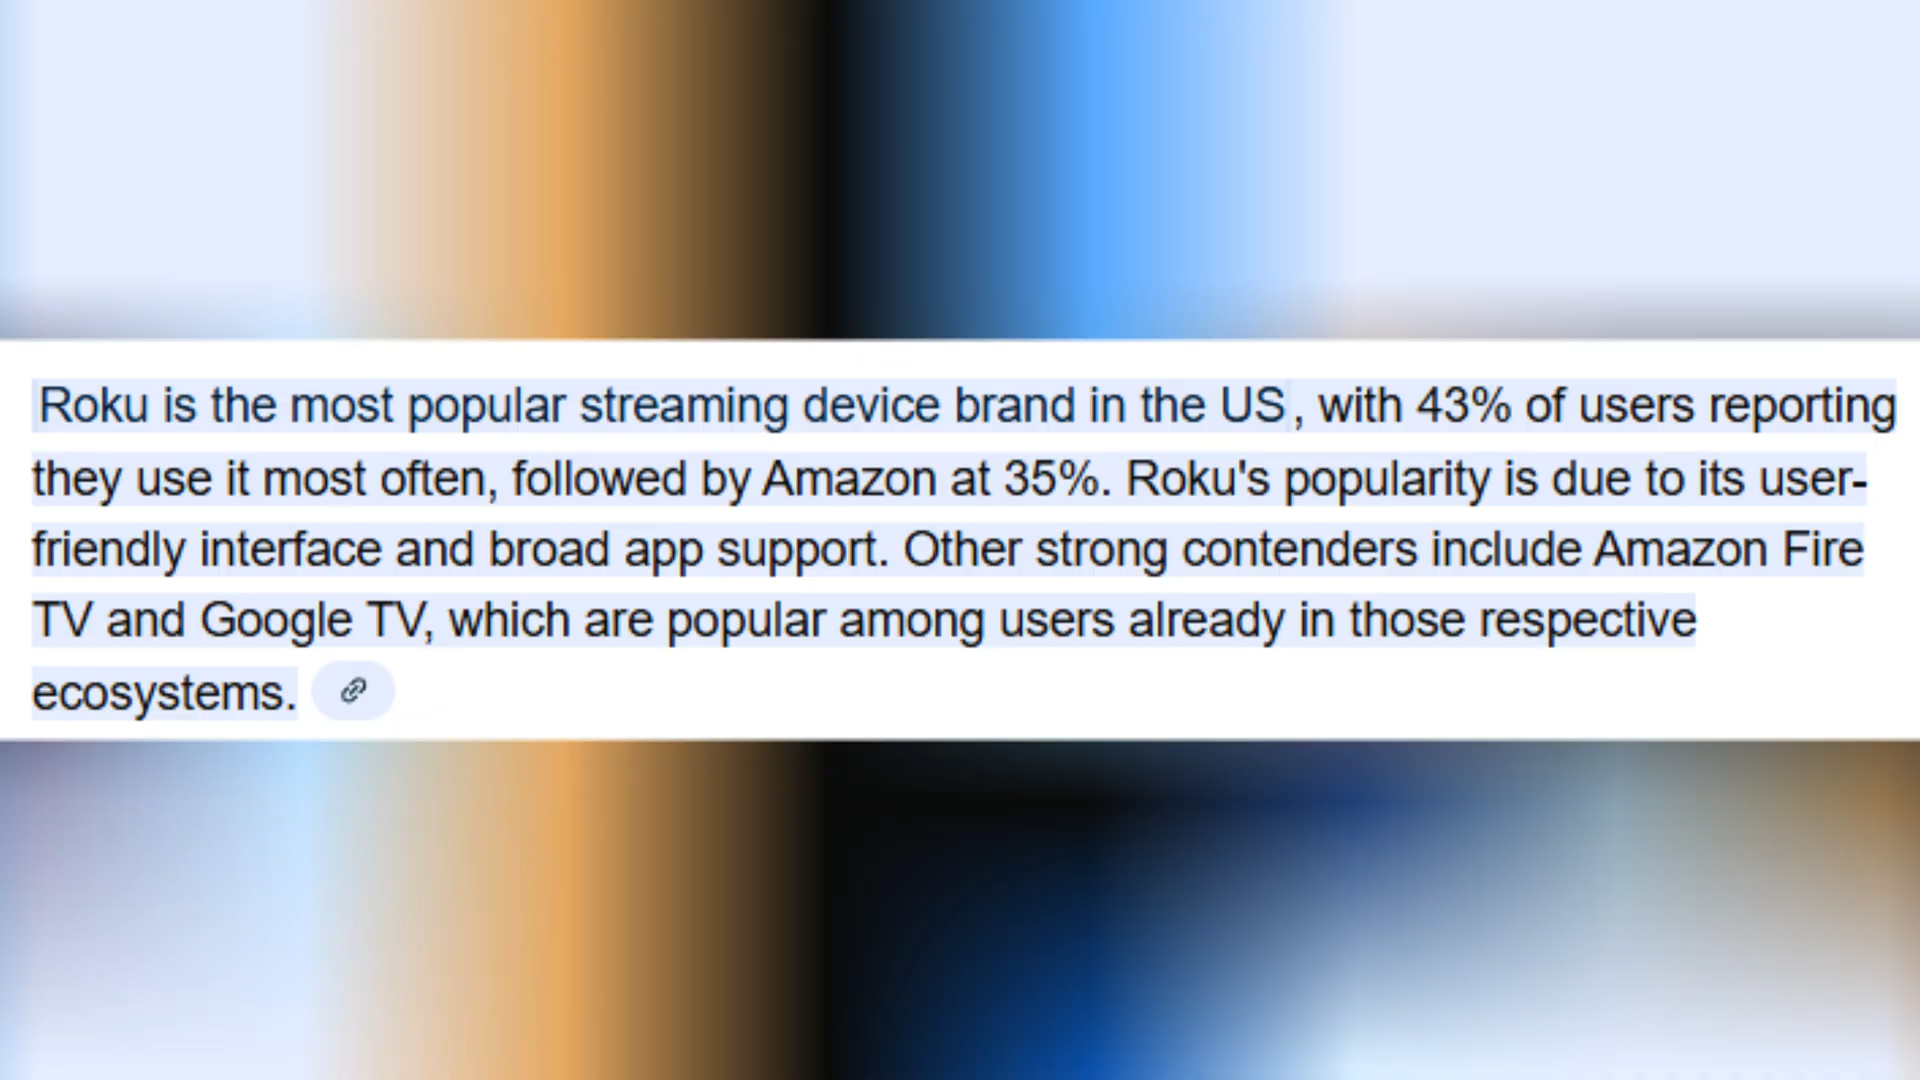 Roku is the most popular streaming device brand in the US, with 43% of users reporting
they use it most often, followed by Amazon at 35%. Roku's popularity is due to its user-
friendly interface and broad app support. Other strong contenders include Amazon Fire
TV and Google TV, which are popular among users already in those respective
ecosystems.